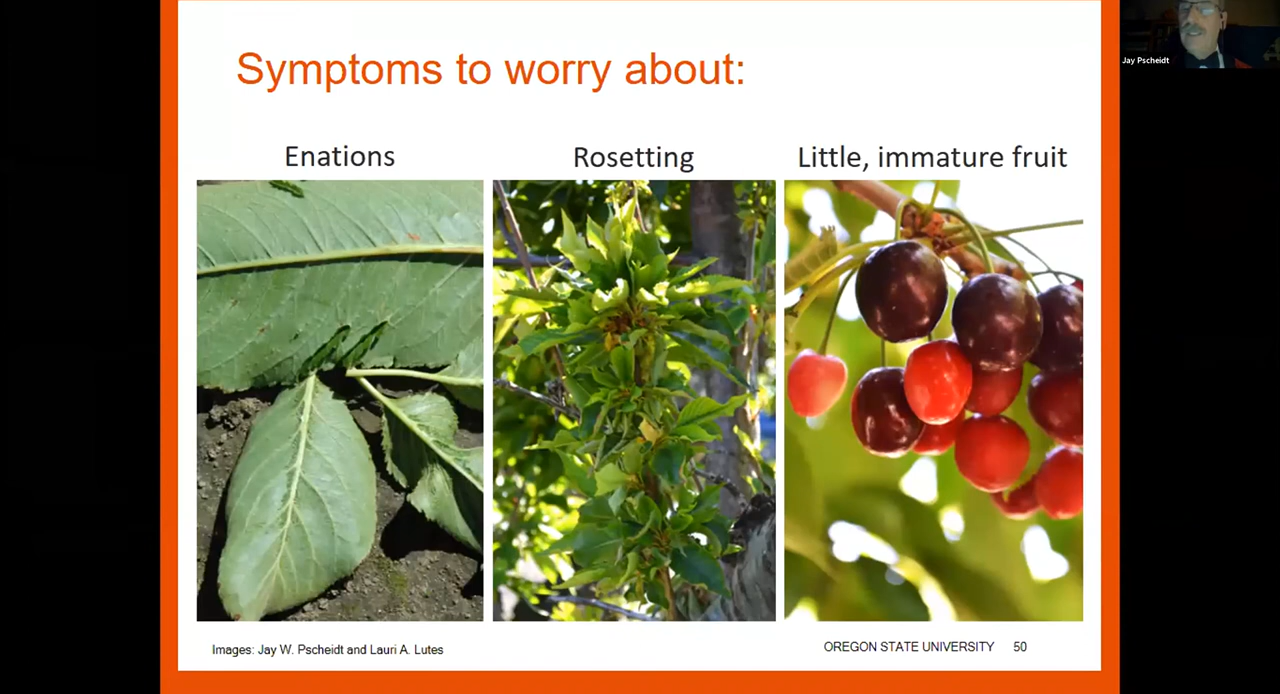 Symptoms to worry about:
Enations
Rosetting
Little, immature fruit
Images: Jay W. Pscheidt and Lauri A. Lutes
OREGON STATE UNIVERSITY 50
Jay Pscheidt